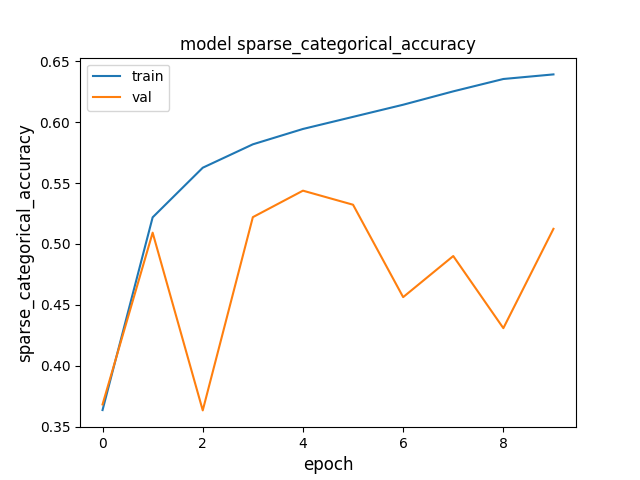 model sparse_categorical_accuracy
train
val
0.65
0.60
0.55
0.50
0.45
0.40
0.35
sparse_categorical_accuracy
0 2 4 6 8
epoch